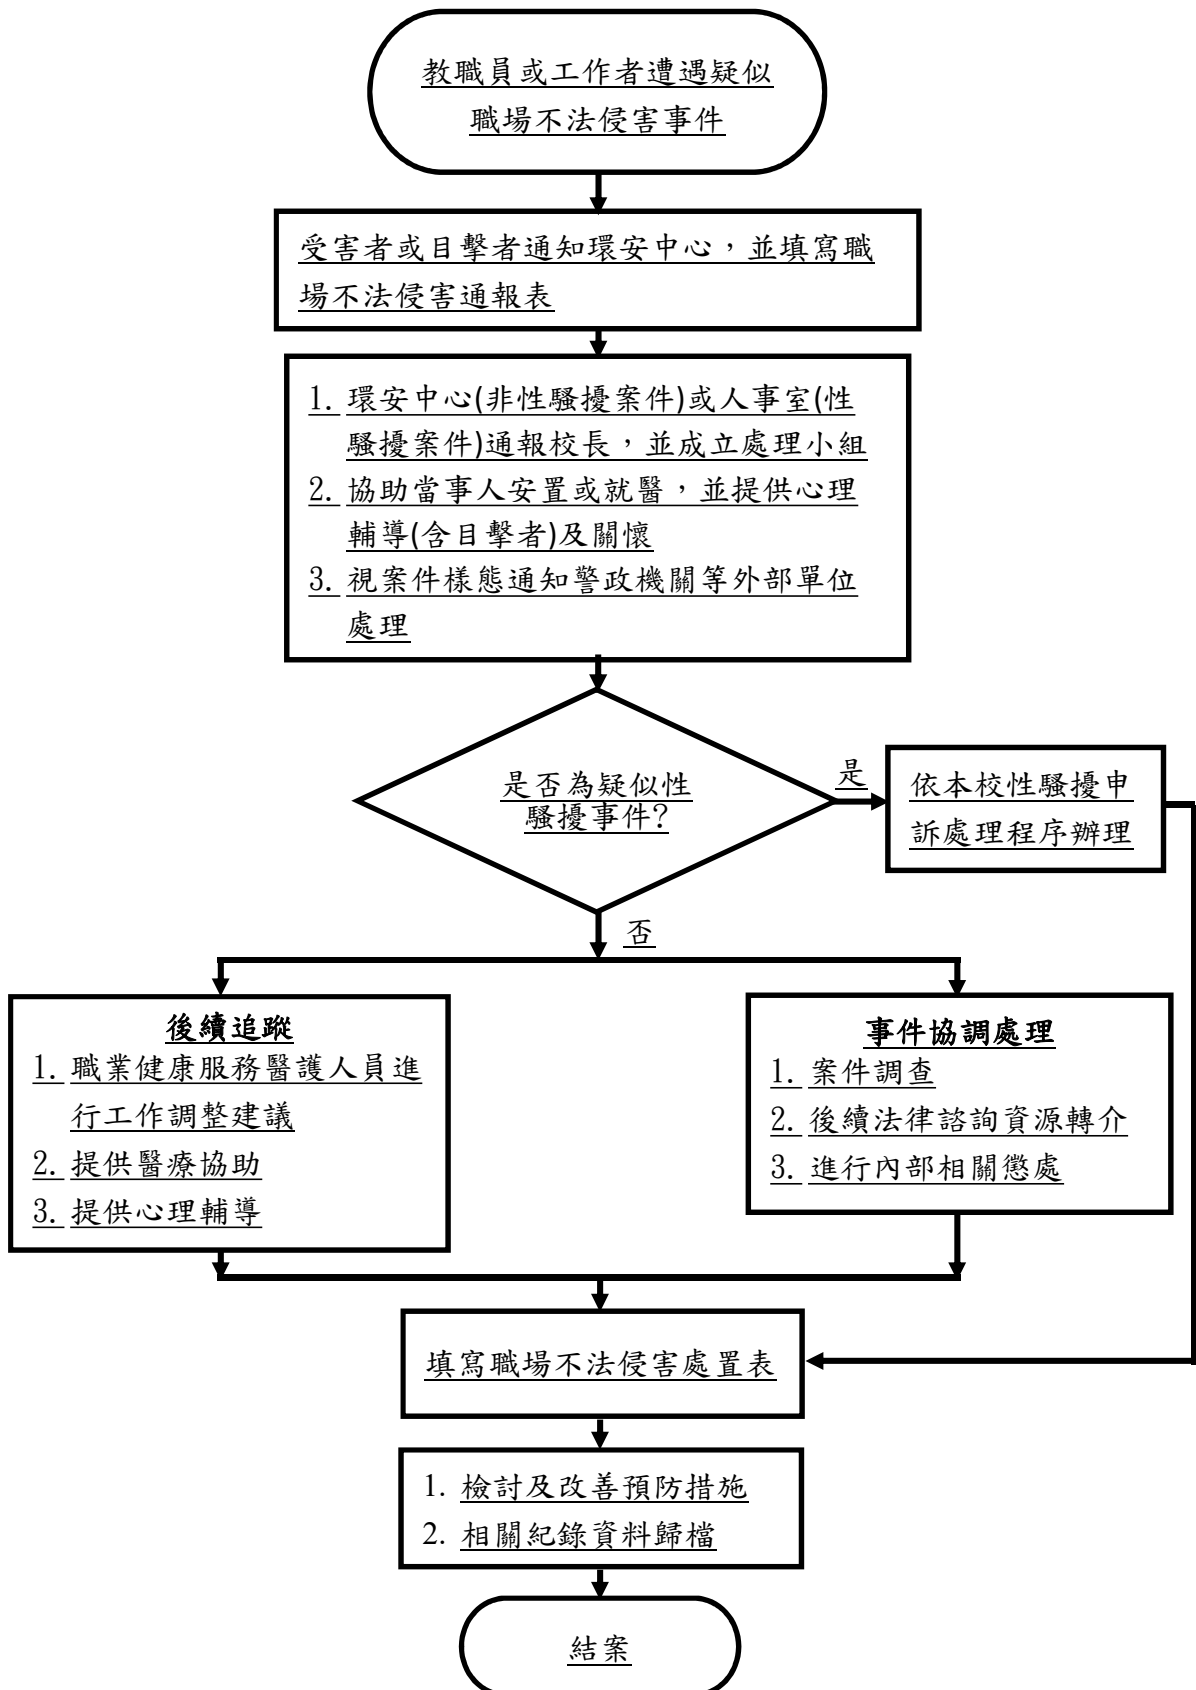 教職員或工作者遭遇疑似
職場不法侵害事件
受害者或目擊者通知環安中心，並填寫職
場不法侵害通報表
1. 環安中心(非性騷擾案件)或人事室(性
騷擾案件)通報校長，並成立處理小組
2. 協助當事人安置或就醫，並提供心理
輔導(含目擊者)及關懷
3. 視案件樣態通知警政機關等外部單位
處理
是否為疑似性
騷擾事件?
是
依本校性騷擾申
訴處理程序辦理
否
後續追蹤
1. 職業健康服務醫護人員進
行工作調整建議
2. 提供醫療協助
3. 提供心理輔導
事件協調處理
1. 案件調查
2. 後續法律諮詢資源轉介
3. 進行內部相關懲處
填寫職場不法侵害處置表
1. 檢討及改善預防措施
2. 相關紀錄資料歸檔
結案